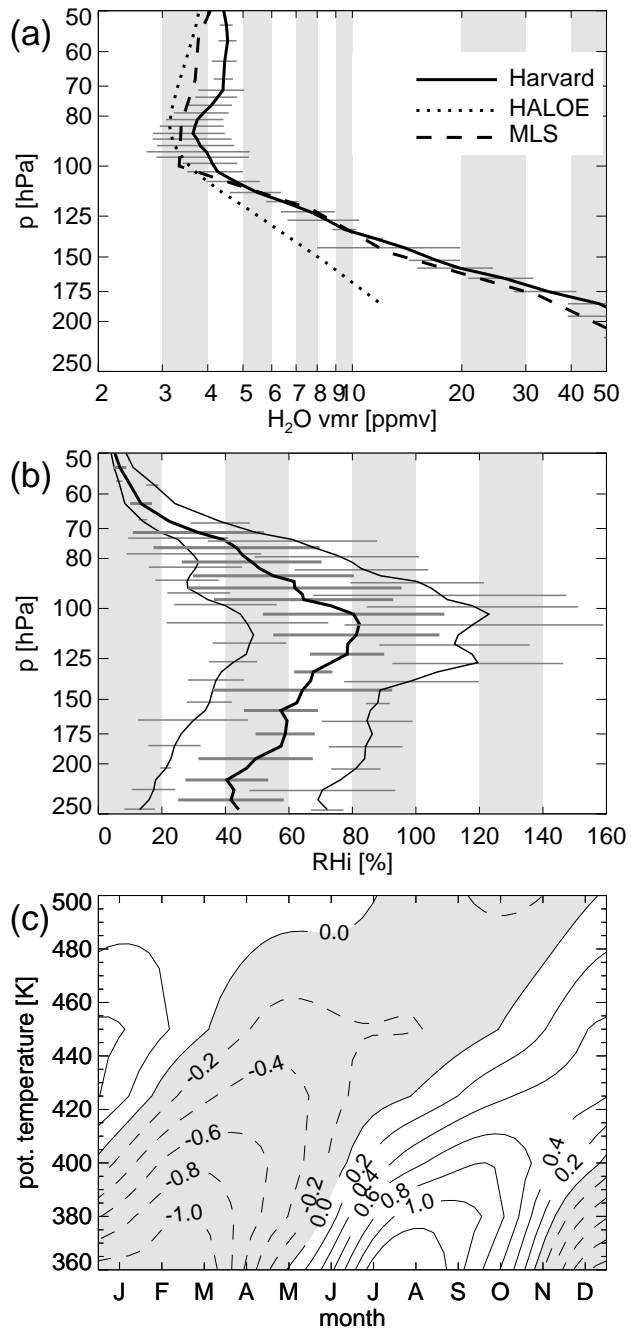 (a)
50
60
70
80
100
125
150
175
200
250
p [hPa]
Harvard
HALOE
MLS
2 3 4 5 6 7 8 9 10 20 30 40 50
H2O vmr [ppmv]
(b)
50
60
70
80
100
125
150
175
200
250
p [hPa]
0 20 40 60 80 100 120 140 160
RHi [%]
(c)
500
480
460
440
420
400
380
360
pot. temperature [K]
0.0
-0.2
-0.4
-0.6
-0.8
-1.0
-0.2
0.0
0.2
0.4
0.6
0.8
1.0
0.4
0.2
J F M A M J J A S O N D
month